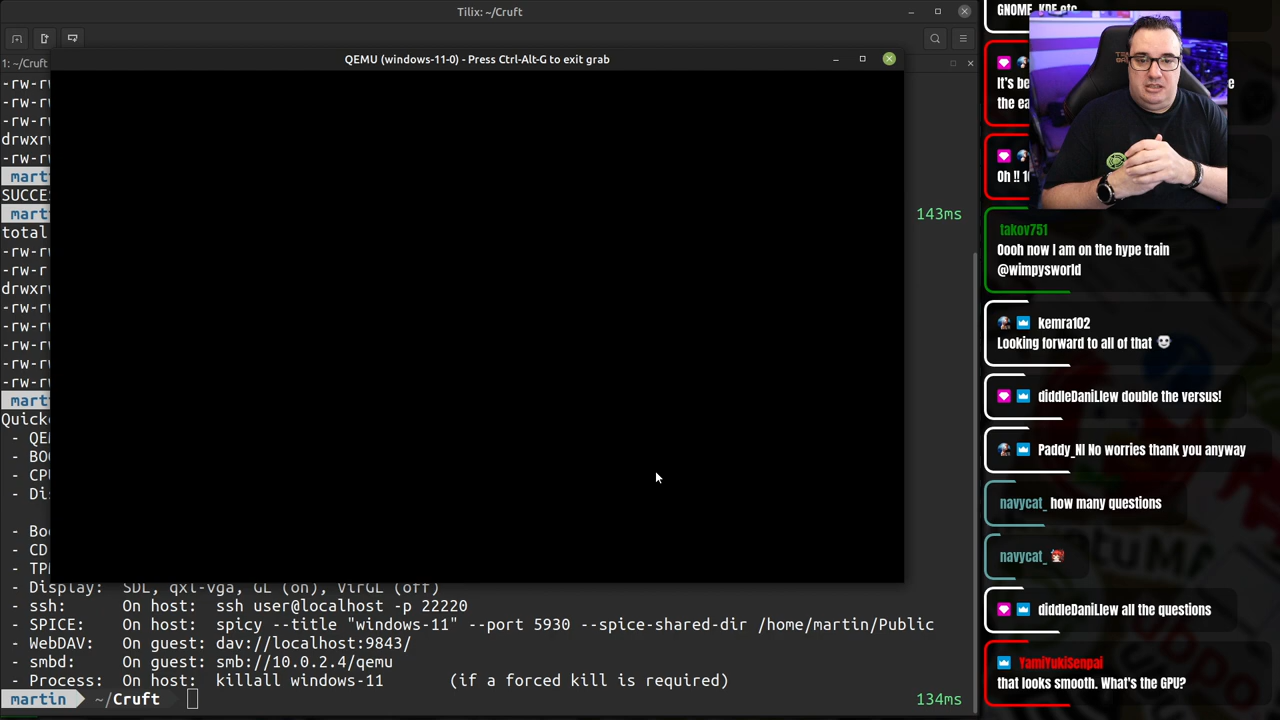 Tilix: ~/Cruft
1: ~/Cruft
QEMU (windows-11-0) - Press Ctrl-Alt-G to exit grab
-rw-r
-rw-r
-rw-r
drwxr
-rw-r
mart
SUCCE
mart
143ms
total
-rw-r
-rw-r
drwxr
-rw-r
-rw-r
-rw-r
-rw-r
-rw-r
mart
Quick
- QE
- BO
- CP
- Di
- Bo
- CD
- TP
- Display: SDL, qxl-vga, GL (on), VirGL (off)
- ssh: On host: ssh user@localhost -p 22220
- SPICE: On host: spicy --title "windows-11" --port 5930 --spice-shared-dir /home/martin/Public
- WebDAV: On guest: dav://localhost:9843/
- smbd: On guest: smb://10.0.2.4/qemu
- Process: killall windows-11 (if a forced kill is required)
martin ~/Cruft
134ms
GNOME, KDE etc
It's be
the ea
Oh !! 1
takov751
Oooh now I am on the hype train
@wimpysworld
kemra102
Looking forward to all of that
diddleDaniLlew double the versus!
Paddy_NI No worries thank you anyway
navycat_ how many questions
navycat_
diddleDaniLlew all the questions
YamiYukiSenpai
that looks smooth. What's the GPU?